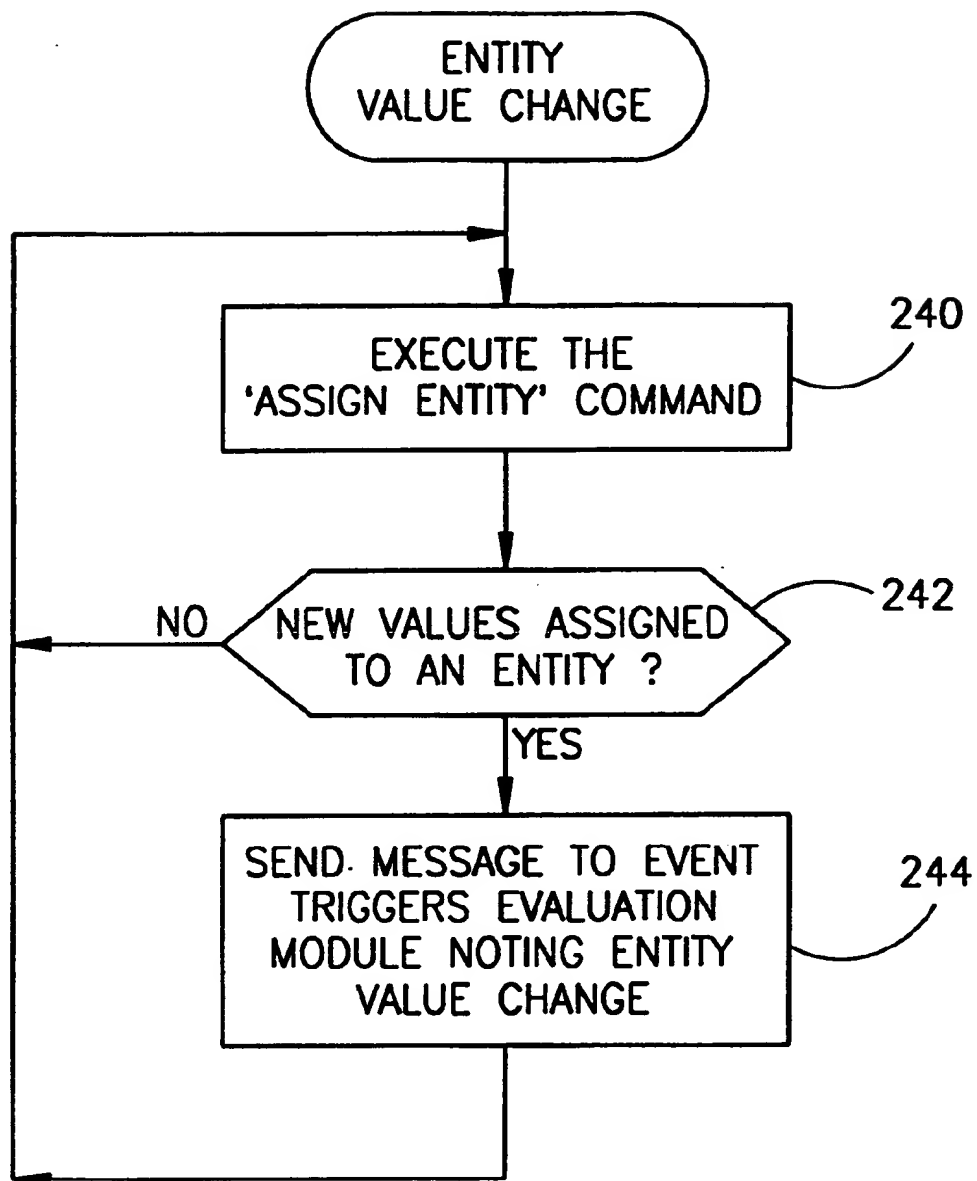 ENTITY
VALUE CHANGE
240
EXECUTE THE
'ASSIGN ENTITY' COMMAND
242
NO
NEW VALUES ASSIGNED
TO AN ENTITY ?
YES
SEND MESSAGE TO EVENT
TRIGGERS EVALUATION
MODULE NOTING ENTITY
VALUE CHANGE
244